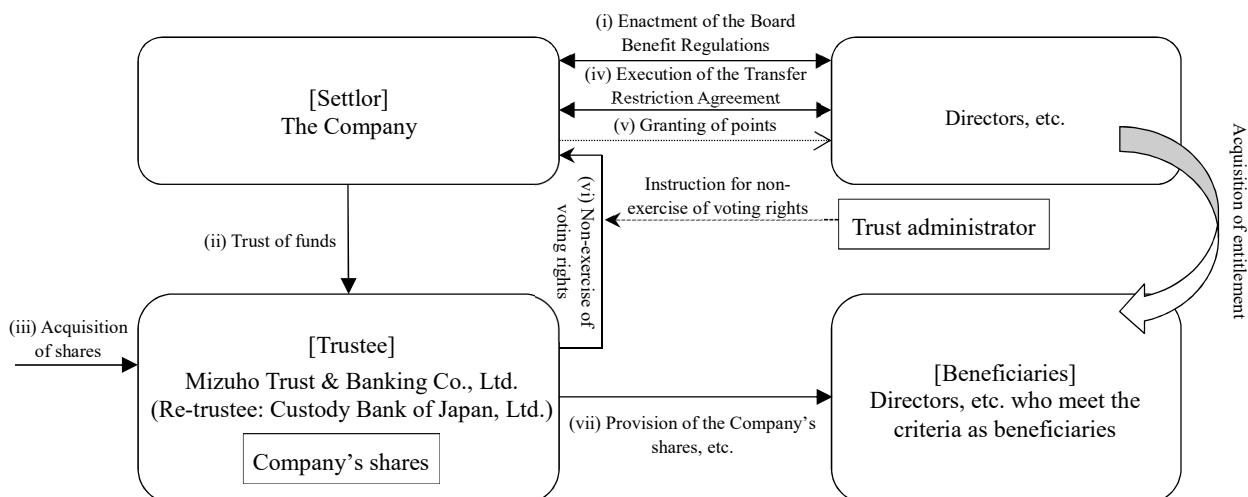 (i) Enactment of the Board
Benefit Regulations
(iv) Execution of the Transfer
Restriction Agreement
(v) Granting of points
[Settlor]
The Company
Directors, etc.
Acquisition of entitlement
Instruction for non-
exercise of voting rights
Trust administrator
(vi) Non-exercise of
voting rights
(ii) Trust of funds
(iii) Acquisition
of shares
[Trustee]
Mizuho Trust & Banking Co., Ltd.
(Re-trustee: Custody Bank of Japan, Ltd.)
Company's shares
(vii) Provision of the Company's
shares, etc.
[Beneficiaries]
Directors, etc. who meet the
criteria as beneficiaries